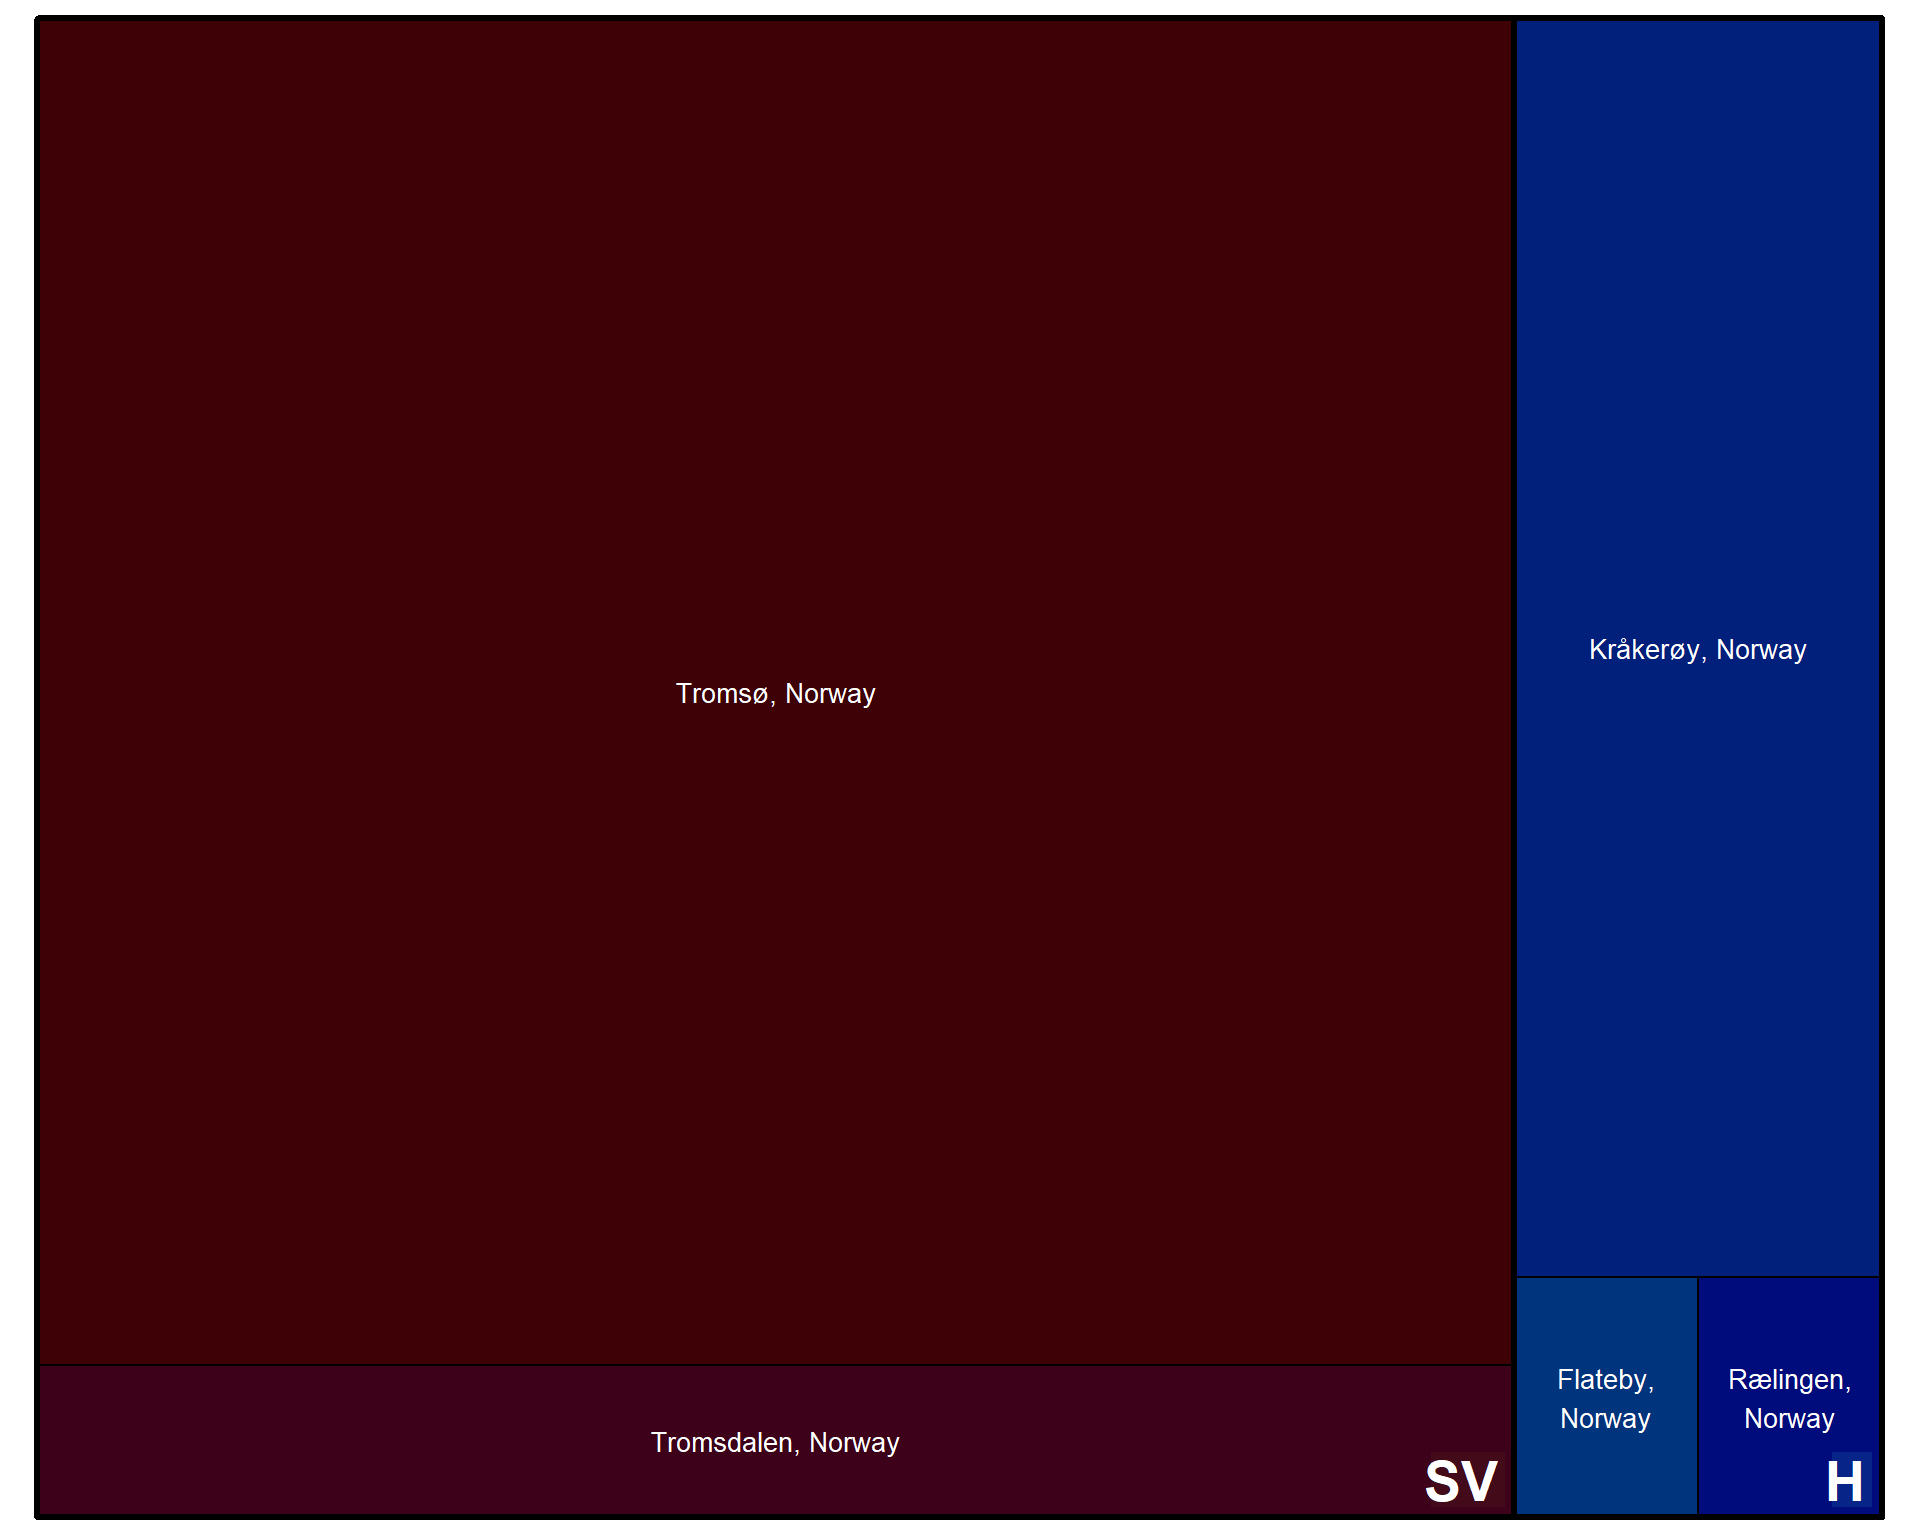 Tromsø, Norway
Tromsdalen, Norway
SV
Kråkerøy, Norway
Flateby,
Norway
Rælingen,
Norway
H